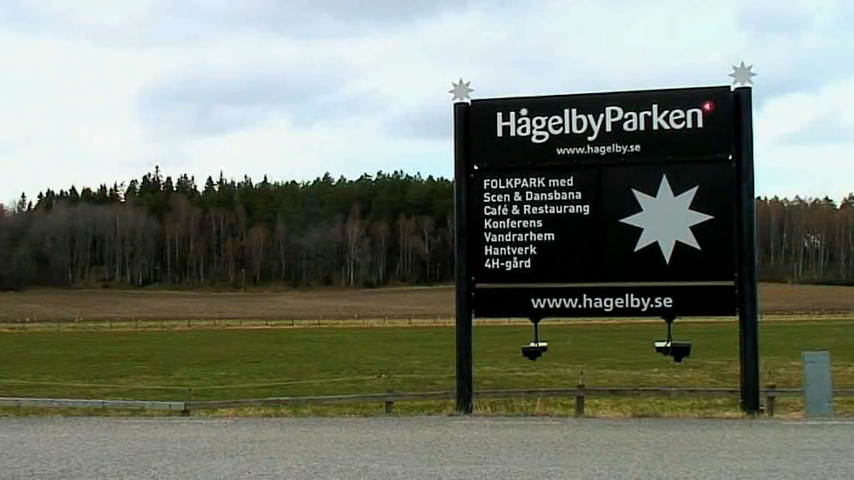 HågelbyParken
www.hagelby.se
FOLKPARK med
Scen & Dansbana
Café & Restaurang
Konferens
Vandrarhem
Hantverk
4H-gård
www.hagelby.se